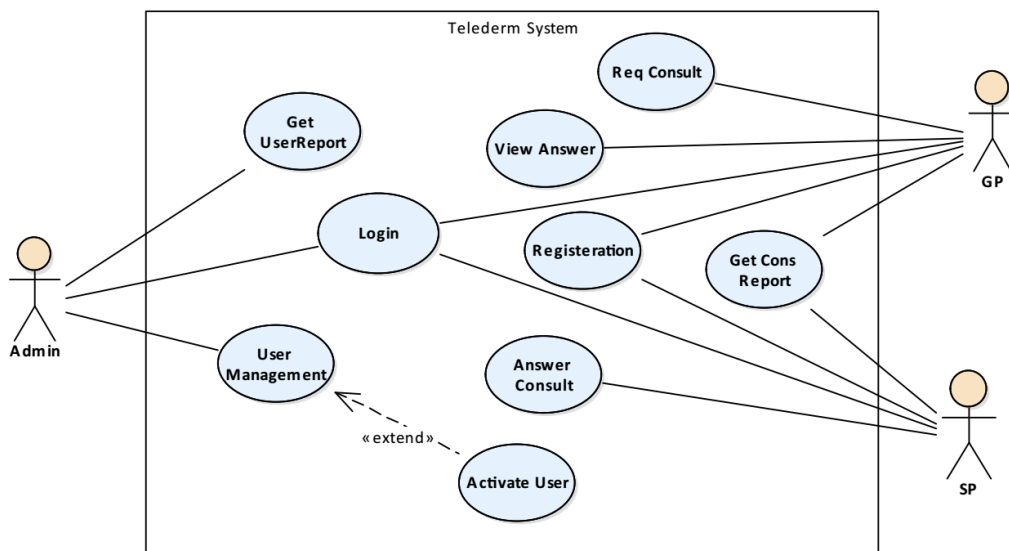 Telederm System
Req Consult
Get
UserReport
View Answer
GP
Login
Registeration
Get Cons
Report
Admin
User
Management
Answer
Consult
«extend»
Activate User
SP